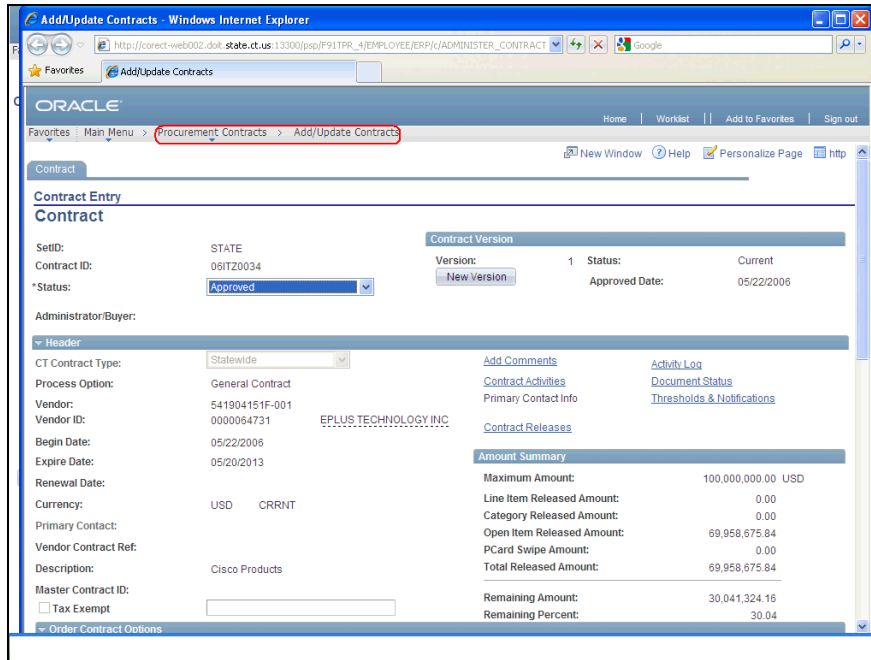 Add/Update Contracts - Windows Internet Explorer
http://corect-web002.doit.state.ct.us:13300/psp/F91TPR_4/EMPLOYEE/ERP/c/ADMINISTER_CONTRACT
Google
Favorites
Add/Update Contracts
ORACLE
Home | Worklist || Add to Favorites | Sign out
Favorites | Main Menu > Procurement Contracts > Add/Update Contracts
New Window Help Personalize Page http
Contract
Contract Entry
Contract
Contract Version
SetID: STATE
Version: 1 Status: Current
Contract ID: 06ITZ0034
New Version
Approved Date: 05/22/2006
*Status: Approved
Administrator/Buyer:
Header
CT Contract Type: Statewide
Add Comments
Activity Log
Process Option: General Contract
Contract Activities
Document Status
Primary Contact Info
Thresholds & Notifications
Vendor: 541904151F-001
Vendor ID: 0000064731 EPLUS TECHNOLOGY INC
Contract Releases
Begin Date: 05/22/2006
Expire Date: 05/20/2013
Renewal Date:
Currency: USD CRRNT
Primary Contact:
Vendor Contract Ref:
Description: Cisco Products
Master Contract ID:
Tax Exempt
Amount Summary
Maximum Amount: 100,000,000.00 USD
Line Item Released Amount: 0.00
Category Released Amount: 0.00
Open Item Released Amount: 69,958,675.84
PCard Swipe Amount: 0.00
Total Released Amount: 69,958,675.84
Remaining Amount: 30,041,324.16
Remaining Percent: 30.04
Order Contract Options